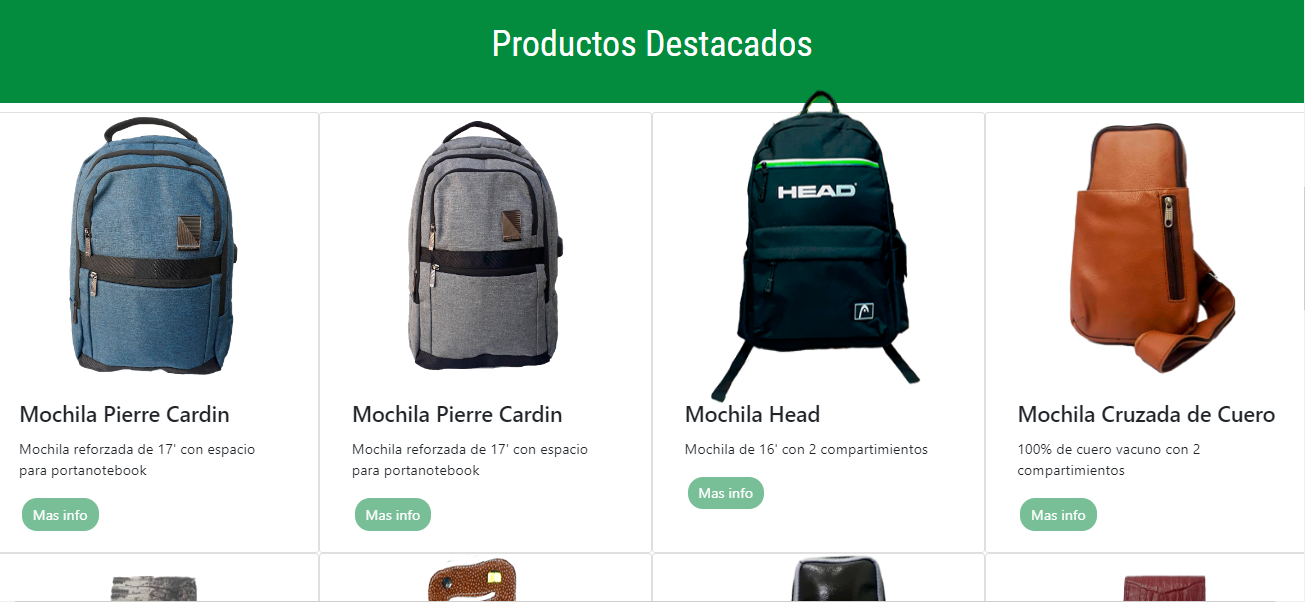 Productos Destacados
HEAD
Mochila Pierre Cardin
Mochila reforzada de 17' con espacio
para portanotebook
Mas info
Mochila Pierre Cardin
Mochila reforzada de 17' con espacio
para portanotebook
Mas info
Mochila Head
Mochila de 16' con 2 compartimientos
Mas info
Mochila Cruzada de Cuero
100% de cuero vacuno con 2
compartimientos
Mas info